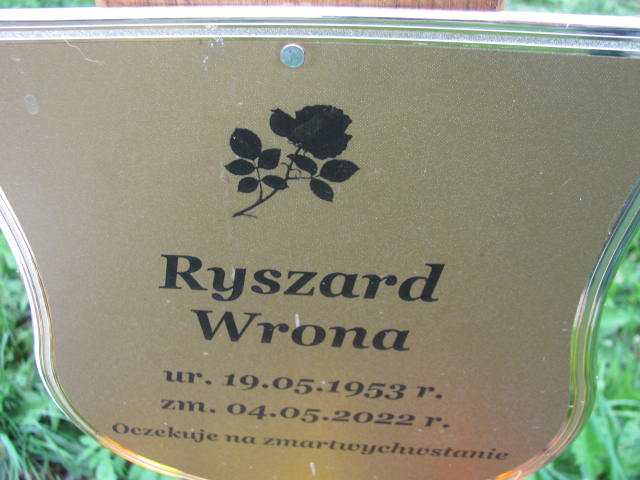 Ryszard
Wrona
ur. 19.05.1953 r.
zm. 04.05.2022 r.
Oczekuje na zmartwychwstanie